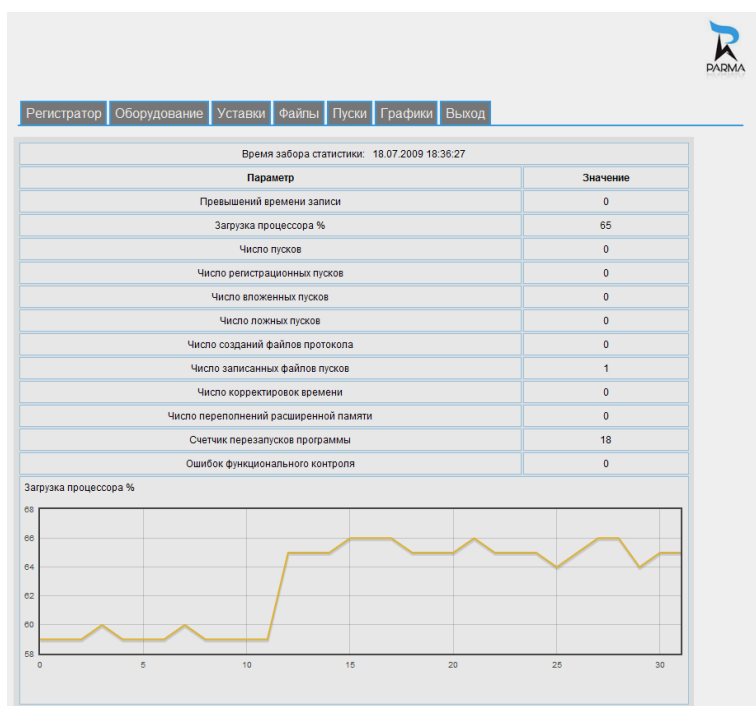 PARMA
Регистратор Оборудование Уставки Файлы Пуски Графики Выход
Время забора статистики: 18.07.2009 18:36:27
Параметр Значение
Превышений времени записи 0
Загрузка процессора % 65
Число пусков 0
Число регистрационных пусков 0
Число вложенных пусков 0
Число ложных пусков 0
Число созданий файлов протокола 0
Число записанных файлов пусков 1
Число корректировок времени 0
Число переполнений расширенной памяти 0
Счетчик перезапусков программы 18
Ошибок функционального контроля 0
Загрузка процессора %
68
66
64
62
60
58
0 5 10 15 20 25 30